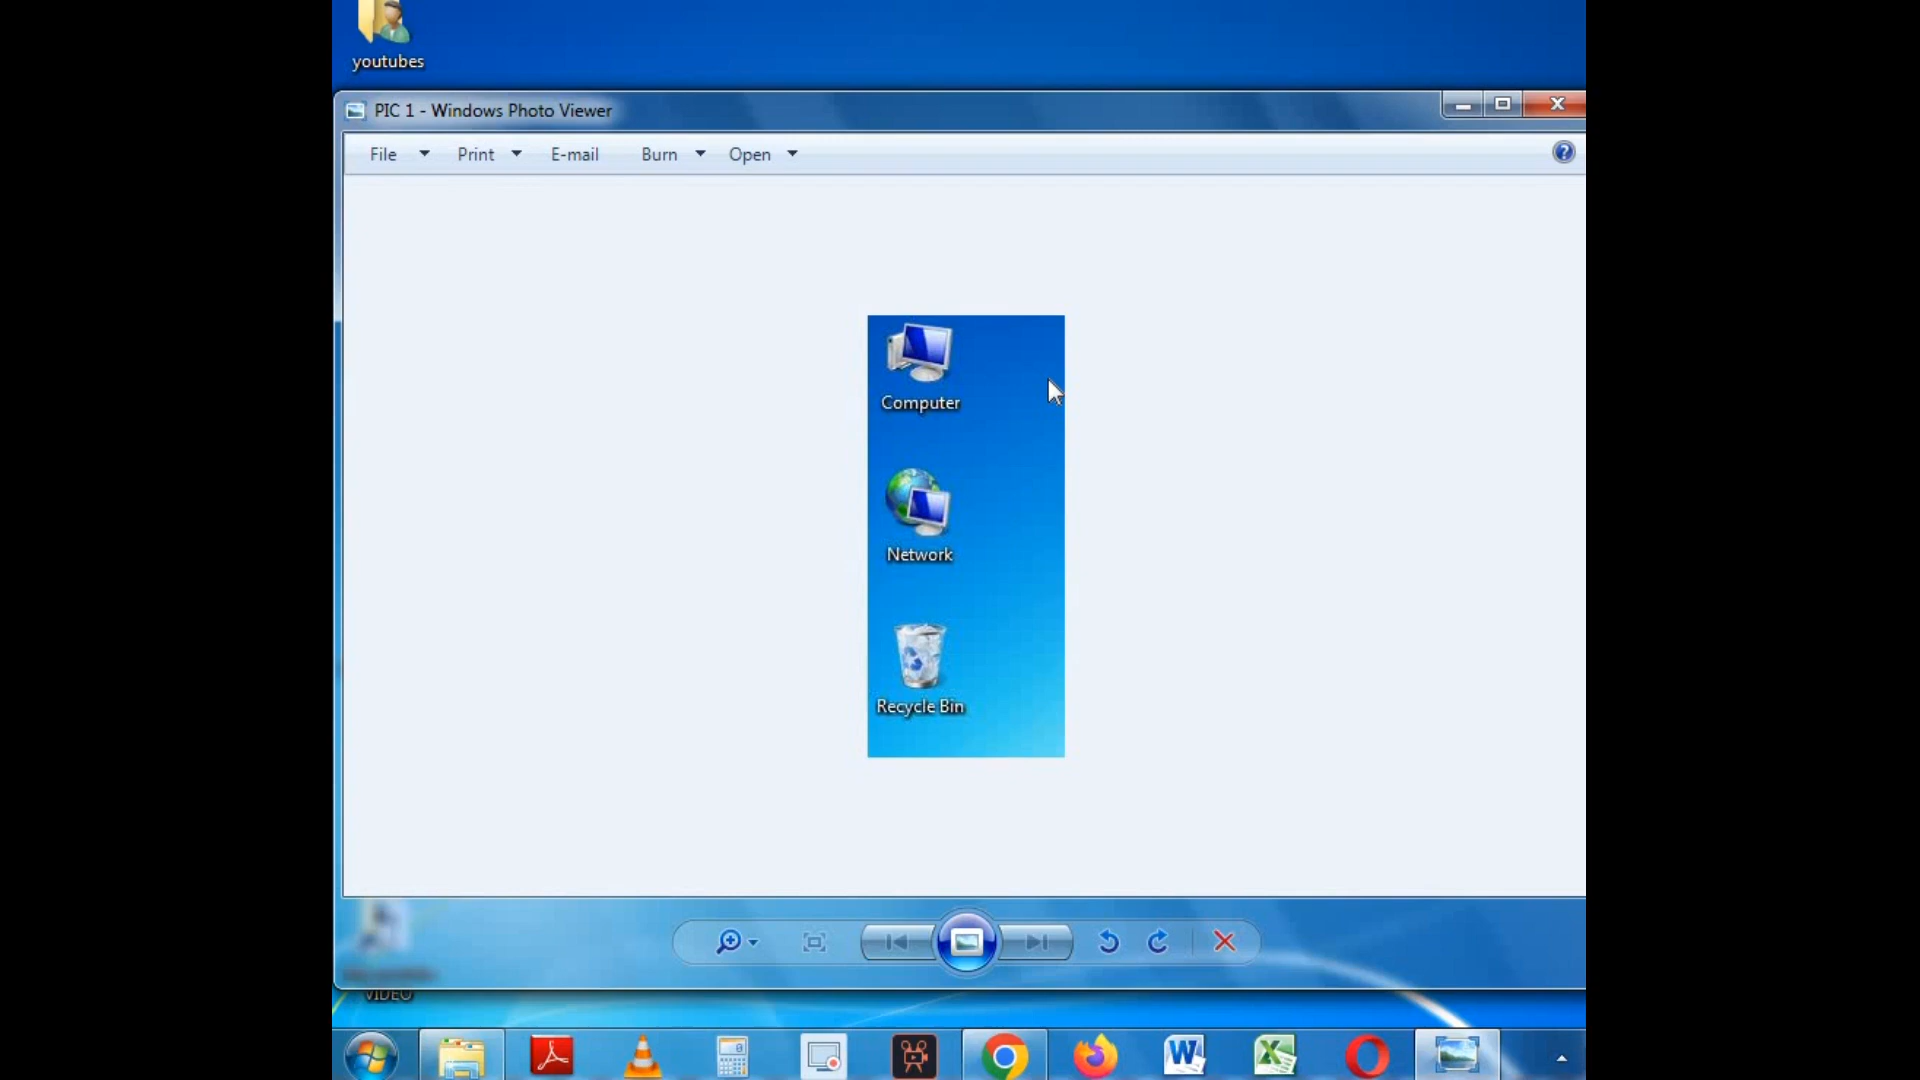 youtubes
PIC 1 - Windows Photo Viewer
File Print E-mail Burn Open
Computer
Network
Recycle Bin
VIDEO